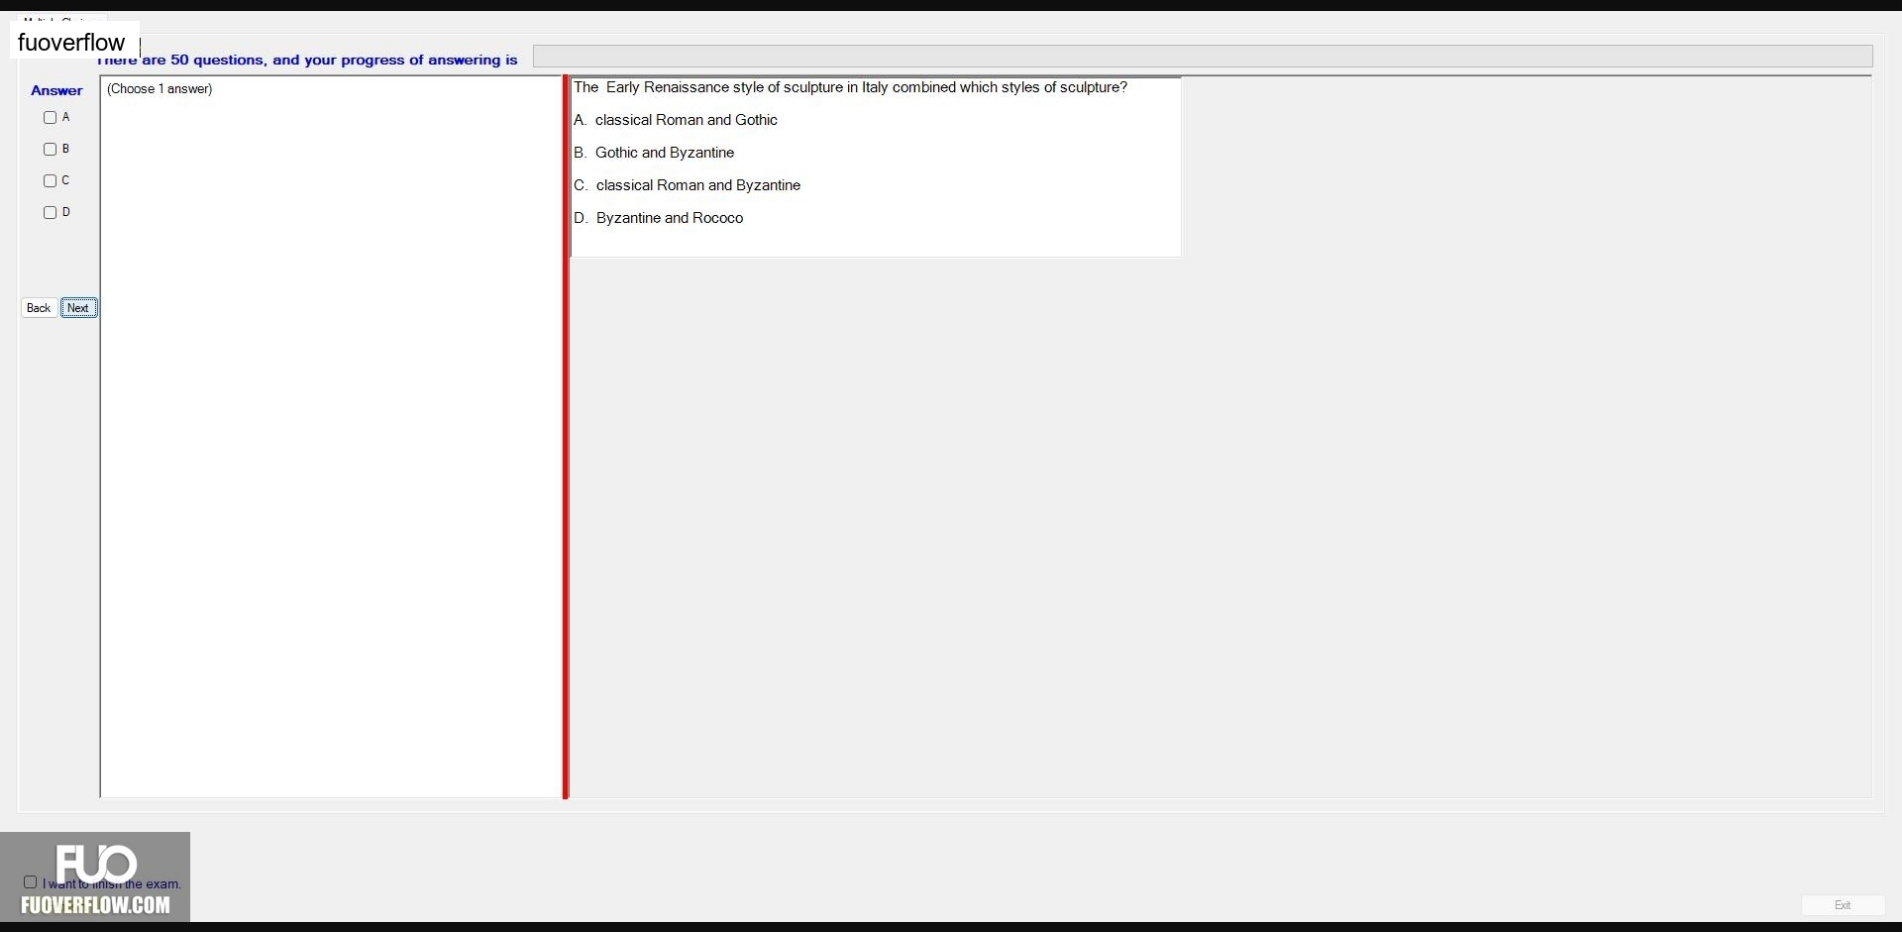 fuoverflow
There are 50 questions, and your progress of answering is
Answer
A
B
C
D
Back Next
(Choose 1 answer)
The Early Renaissance style of sculpture in Italy combined which styles of sculpture?
A. classical Roman and Gothic
B. Gothic and Byzantine
C. classical Roman and Byzantine
D. Byzantine and Rococo
FUO
I want to finish the exam.
FUOVERFLOW.COM
Exit